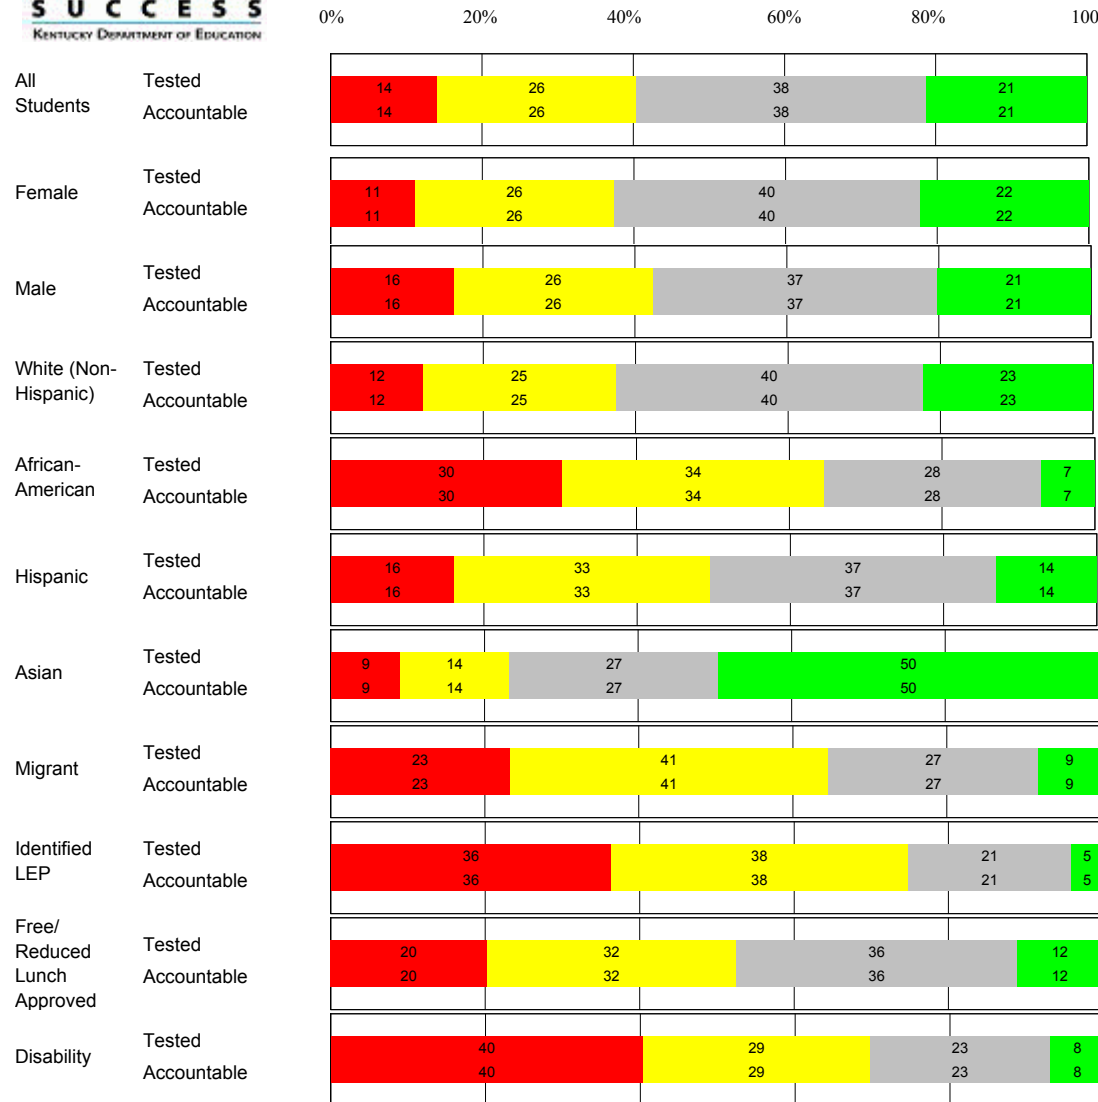 SUCCESS
KENTUCKY DEPARTMENT OF EDUCATION
0% 20% 40% 60% 80% 100
All Students
Tested 14 26 38 21
Accountable 14 26 38 21
Female
Tested 11 26 40 22
Accountable 11 26 40 22
Male
Tested 16 26 37 21
Accountable 16 26 37 21
White (Non-
Hispanic)
Tested 12 25 40 23
Accountable 12 25 40 23
African-
American
Tested 30 34 28 7
Accountable 30 34 28 7
Hispanic
Tested 16 33 37 14
Accountable 16 33 37 14
Asian
Tested 9 14 27 50
Accountable 9 14 27 50
Migrant
Tested 23 41 27 9
Accountable 23 41 27 9
Identified
LEP
Tested 36 38 21 5
Accountable 36 38 21 5
Free/
Reduced
Lunch
Approved
Tested 20 32 36 12
Accountable 20 32 36 12
Disability
Tested 40 29 23 8
Accountable 40 29 23 8